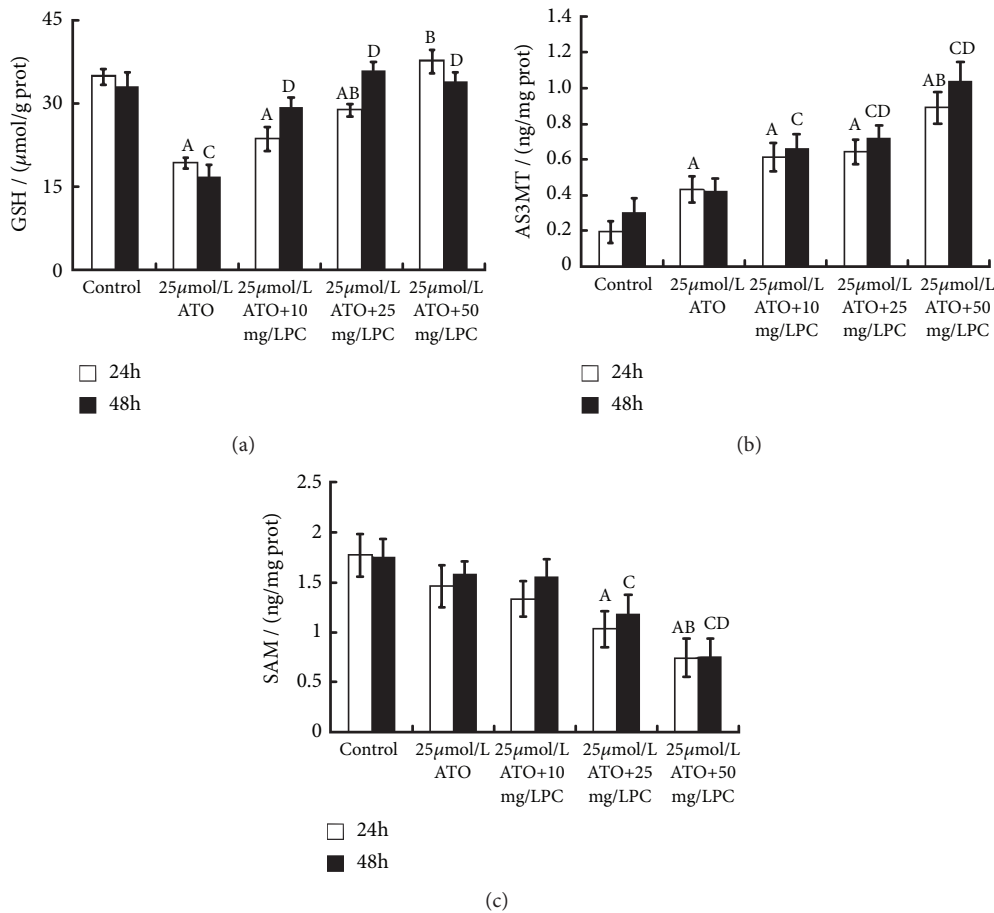 GSH / (μmol/g prot)
45
30
15
0
A
C
A
D
AB
D
B
D
Control
25μmol/L
ATO
25μmol/L
ATO+10
mg/LPC
25μmol/L
ATO+25
mg/LPC
25μmol/L
ATO+50
mg/LPC
24h
48h
(a)
AS3MT / (ng/mg prot)
1.4
1.2
1.0
0.8
0.6
0.4
0.2
0
A
A
C
A
CD
AB
CD
Control
25μmol/L
ATO
25μmol/L
ATO+10
mg/LPC
25μmol/L
ATO+25
mg/LPC
25μmol/L
ATO+50
mg/LPC
24h
48h
(b)
SAM / (ng/mg prot)
2.5
2
1.5
1
0.5
0
A
C
AB
CD
Control
25μmol/L
ATO
25μmol/L
ATO+10
mg/LPC
25μmol/L
ATO+25
mg/LPC
25μmol/L
ATO+50
mg/LPC
24h
48h
(c)